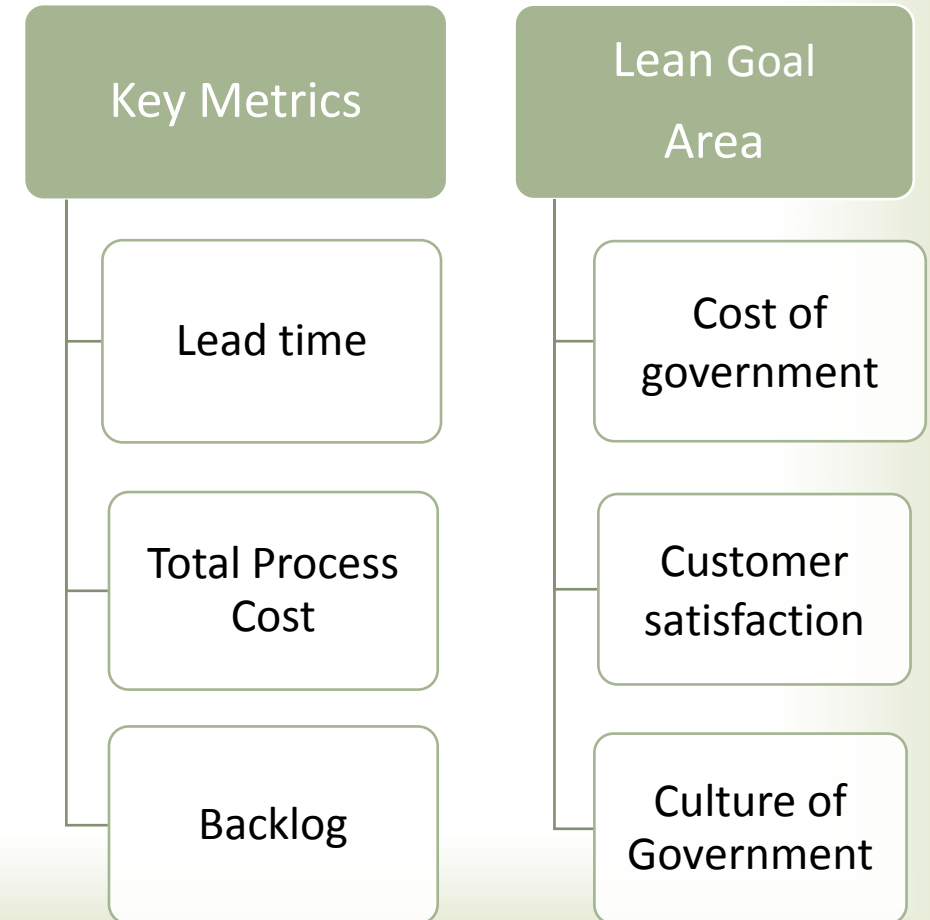 Key Metrics
Lead time
Total Process
Cost
Backlog
Lean Goal
Area
Cost of
government
Customer
satisfaction
Culture of
Government